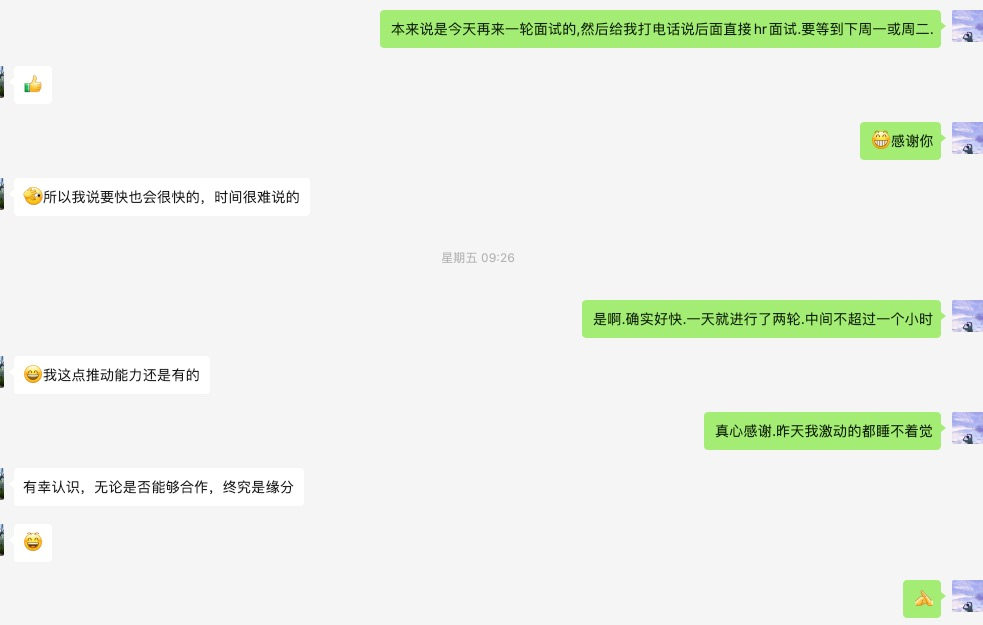 本来说是今天再来一轮面试的,然后给我打电话说后面直接hr面试.要等到下周一或周二.
感谢你
所以我说要快也会很快的，时间很难说的
星期五 09:26
是啊.确实好快.一天就进行了两轮.中间不超过一个小时
我这点推动能力还是有的
真心感谢.昨天我激动的都睡不着觉
有幸认识，无论是否能够合作，终究是缘分